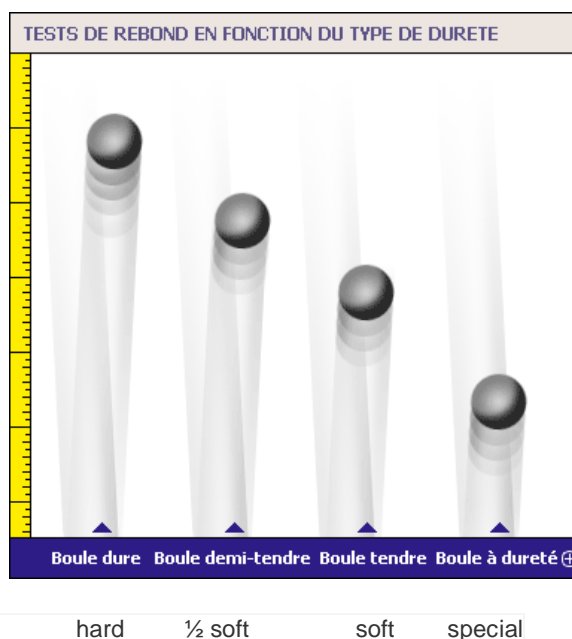 TESTS DE REBOND EN FONCTION DU TYPE DE DURETE
Boule dure Boule demi-tendre Boule tendre Boule à dureté ⊕
hard ½ soft soft special